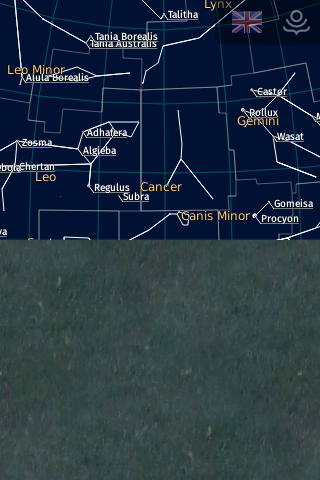 Lynx
Talitha
Tania Borealis
Tania Australis
Leo Minor
Alula Borealis
Castor
Pollux
Gemini
Adhafera
Wasat
Zosma
Algieba
Chertan
Leo
Regulus
Cancer
Subra
Gomeisa
Canis Minor
Procyon